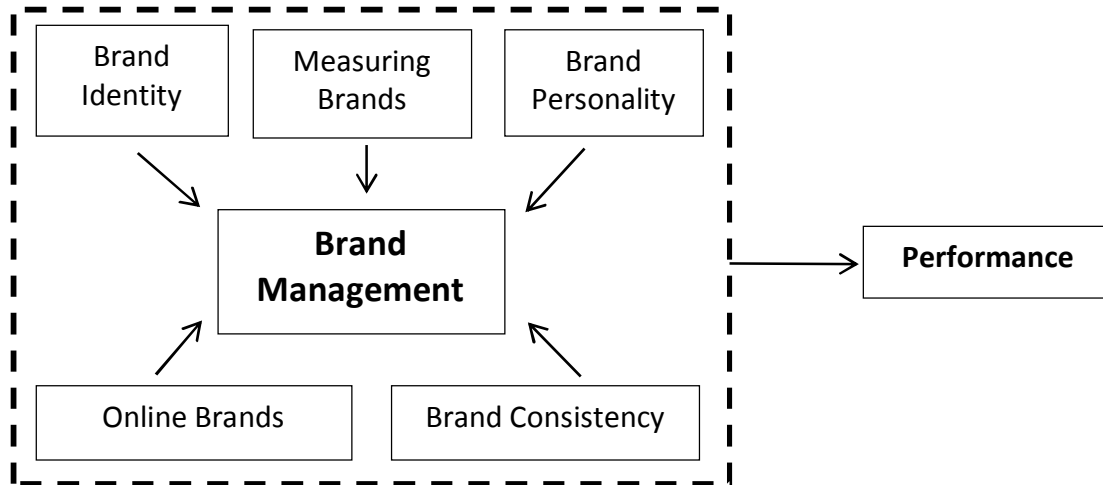 Brand
Identity
Measuring
Brands
Brand
Personality
Brand
Management
Performance
Online Brands
Brand Consistency